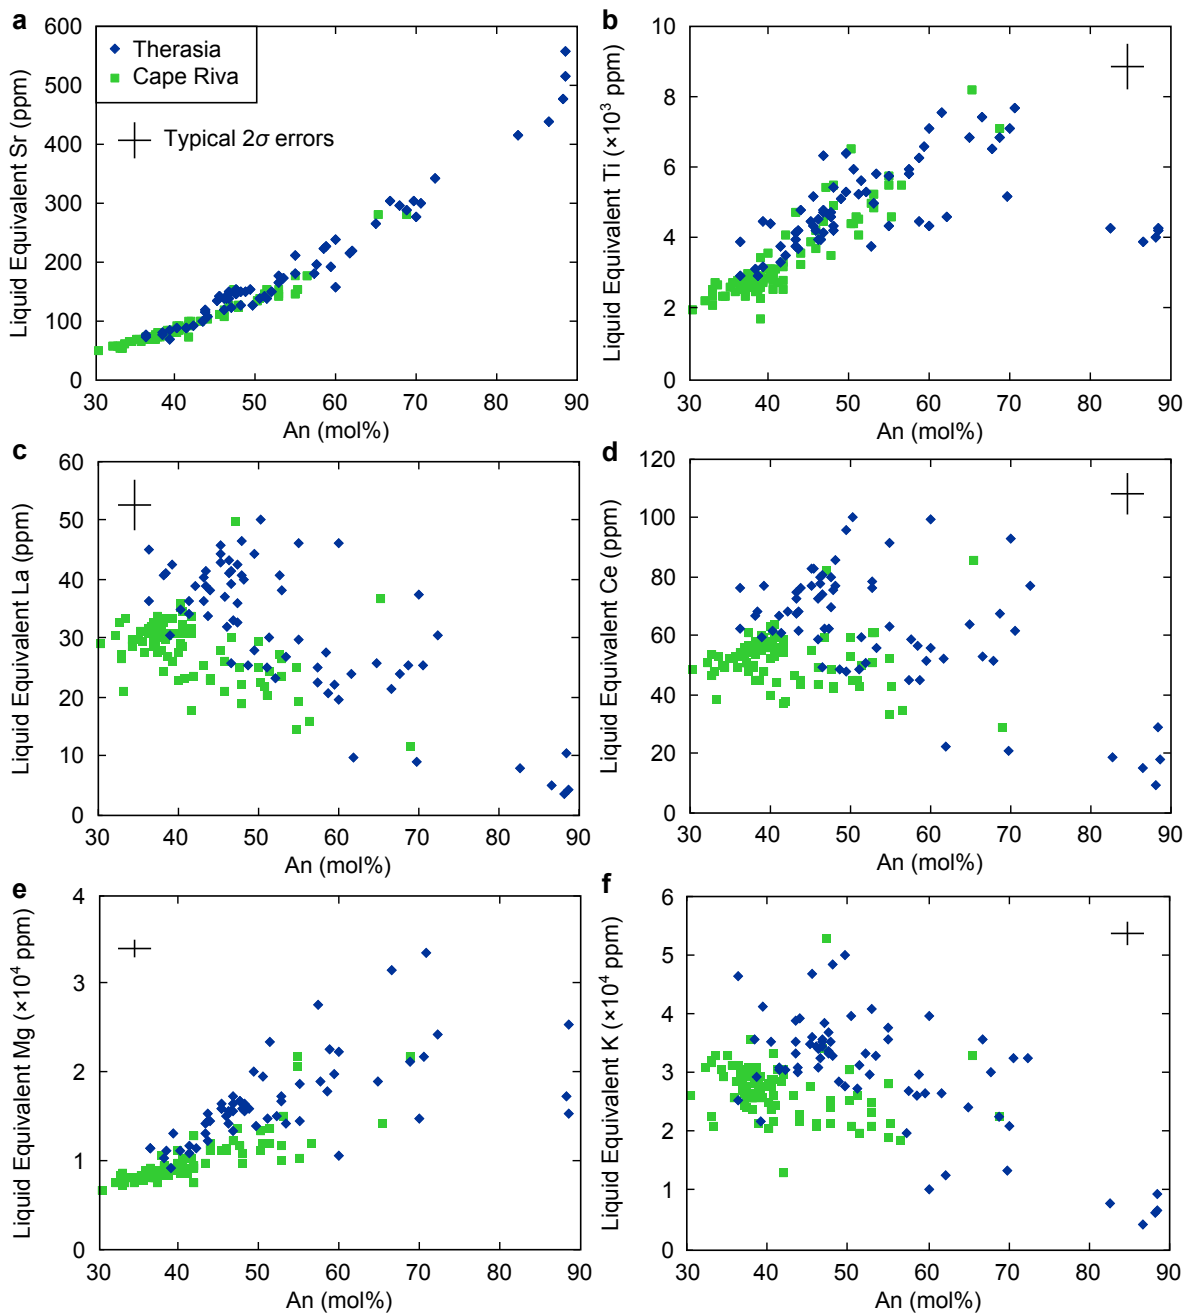 a
600
500
400
300
200
100
0
Liquid Equivalent Sr (ppm)
Therasia
Cape Riva
Typical 2σ errors
30 40 50 60 70 80 90
An (mol%)
b
10
8
6
4
2
0
Liquid Equivalent Ti (×10³ ppm)
30 40 50 60 70 80 90
An (mol%)
c
60
50
40
30
20
10
0
Liquid Equivalent La (ppm)
30 40 50 60 70 80 90
An (mol%)
d
120
100
80
60
40
20
0
Liquid Equivalent Ce (ppm)
30 40 50 60 70 80 90
An (mol%)
e
4
3
2
1
0
Liquid Equivalent Mg (×10⁴ ppm)
30 40 50 60 70 80 90
An (mol%)
f
6
5
4
3
2
1
0
Liquid Equivalent K (×10⁴ ppm)
30 40 50 60 70 80 90
An (mol%)